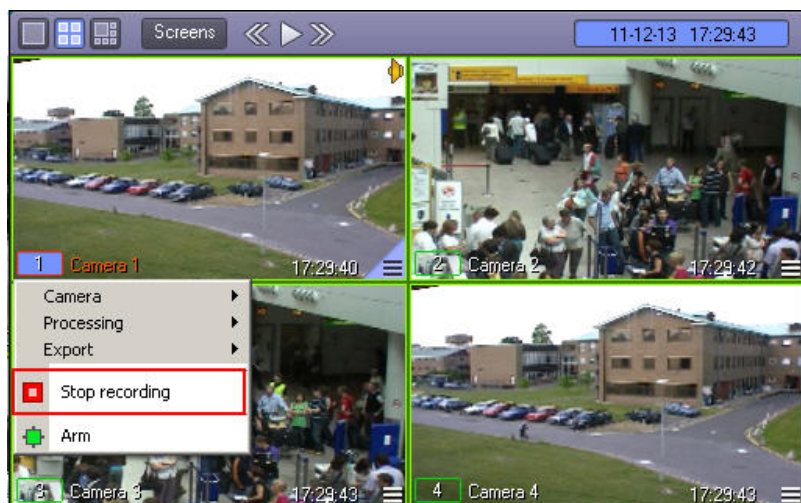 Screens
11-12-13 17:29:43
1 Camera 1 17:29:40
2 Camera 2 17:29:42
Camera
Processing
Export
Stop recording
Arm
3 Camera 3 17:29:43
4 Camera 4 17:29:43